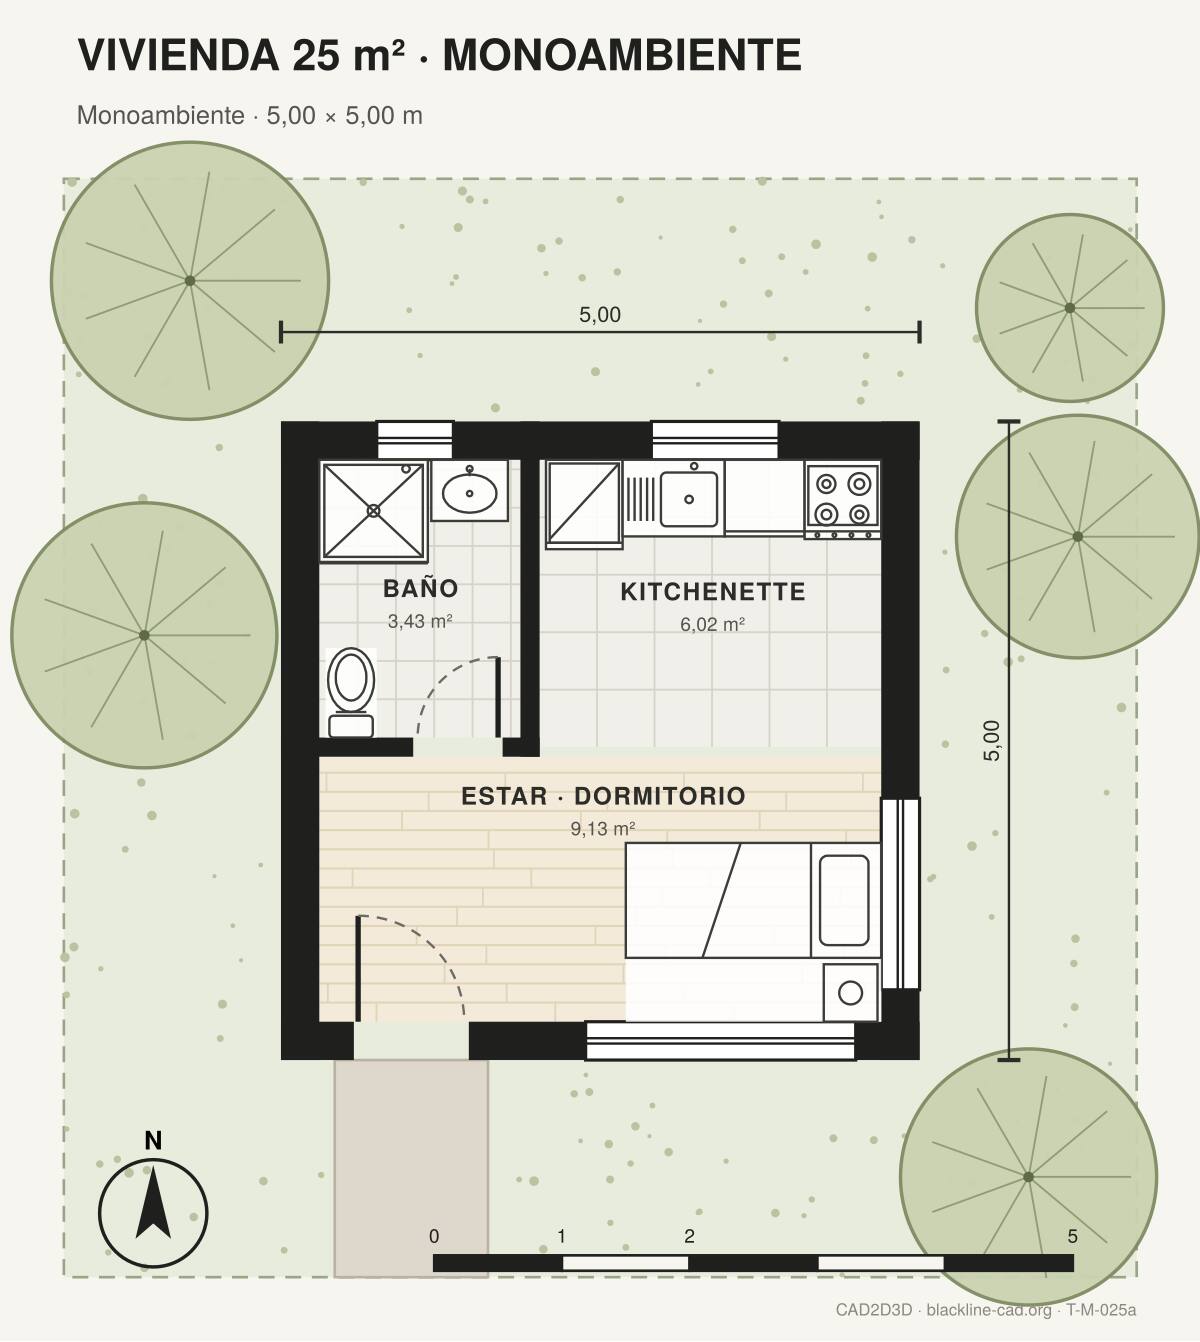 VIVIENDA 25 m² · MONOAMBIENTE
Monoambiente · 5,00 × 5,00 m
5,00
BAÑO
3,43 m²
KITCHENETTE
6,02 m²
5,00
ESTAR · DORMITORIO
9,13 m²
N
0 1 2 5
CAD2D3D · blackline-cad.org · T-M-025a